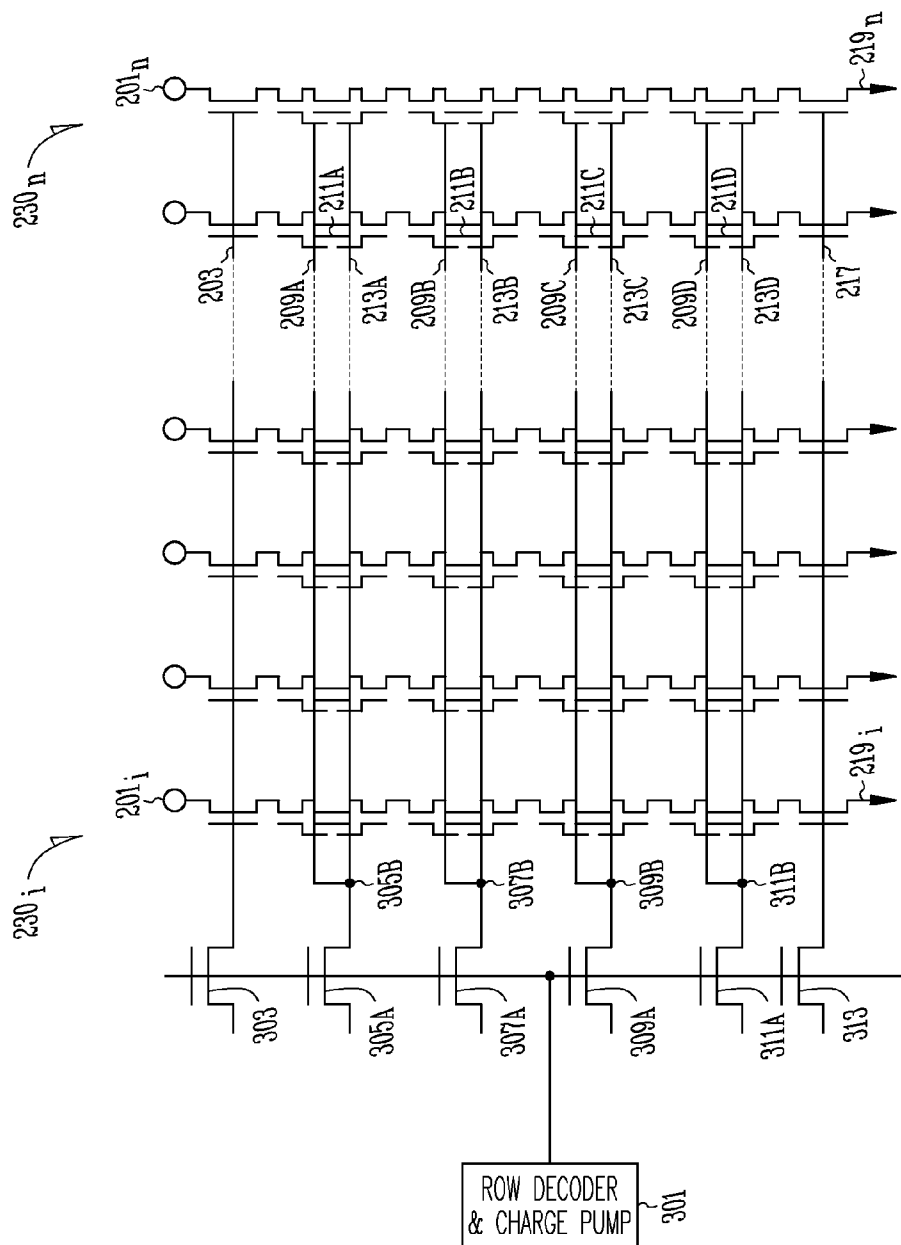 230n
201n
219n
203
209A
211A
213A
209B
211B
213B
209C
211C
213C
209D
211D
213D
217
230i
201i
219i
305B
307B
309B
311B
303
305A
307A
309A
311A
313
ROW DECODER
& CHARGE PUMP
301